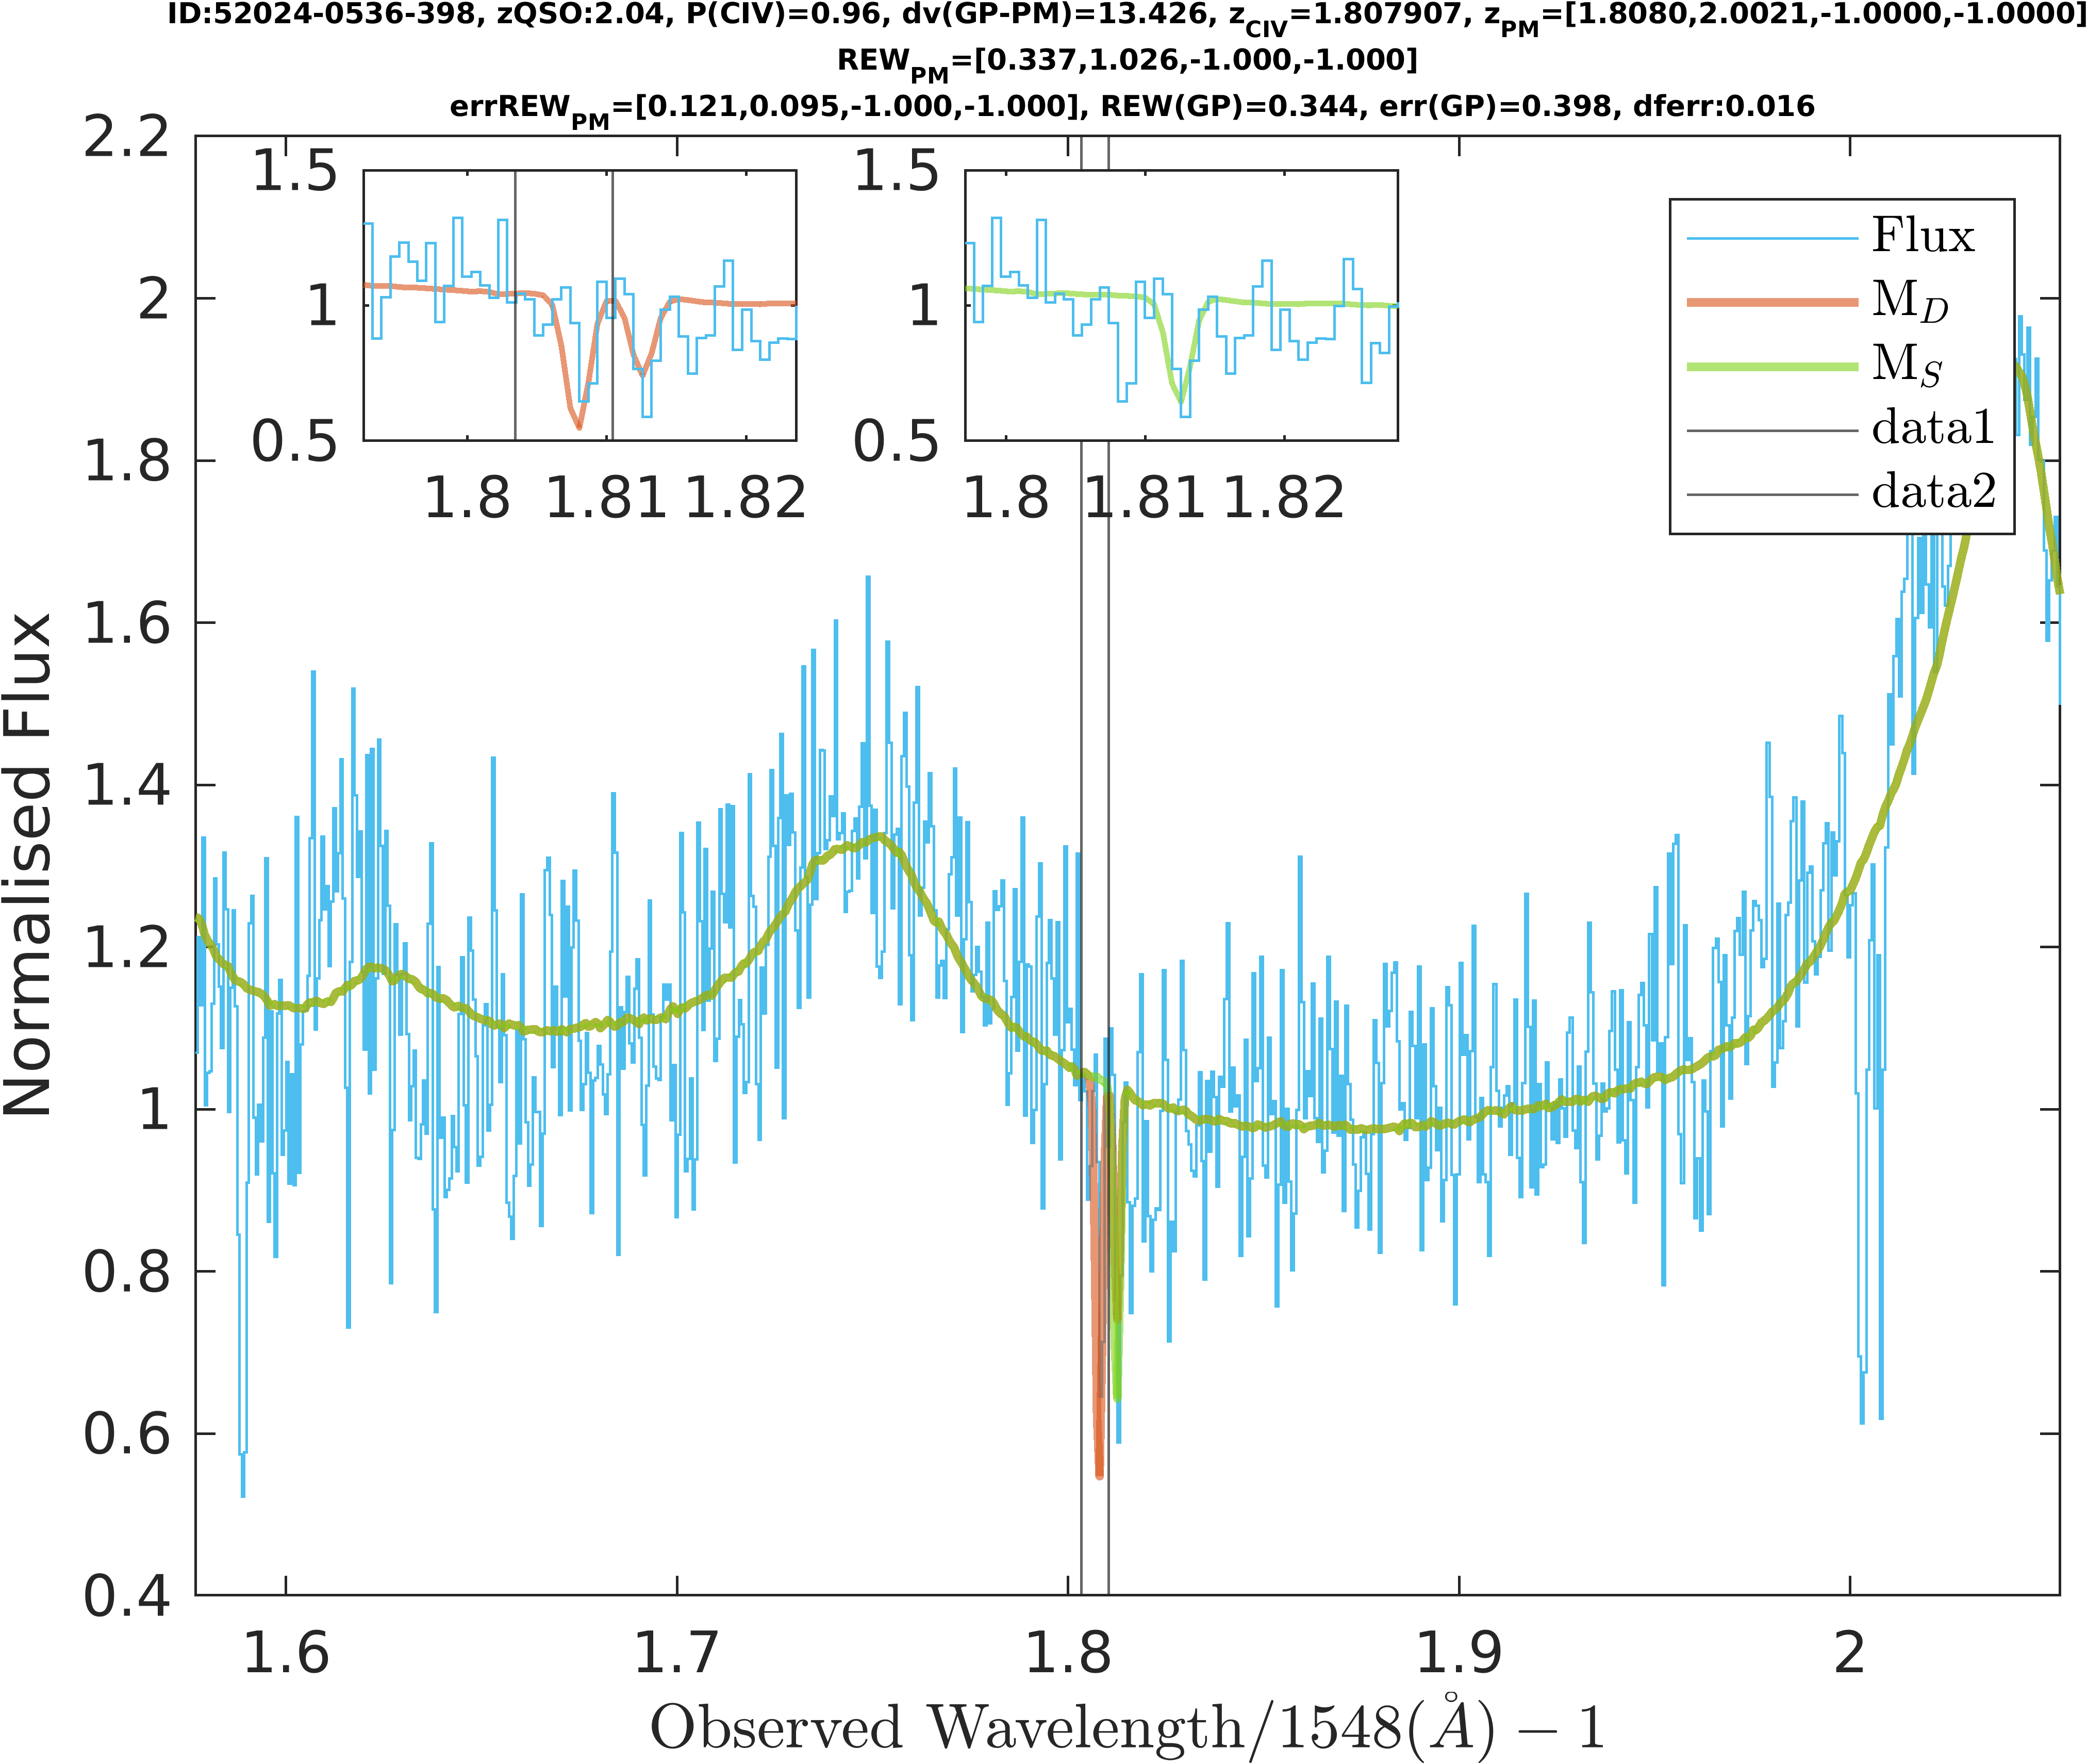 ID:52024-0536-398, zQSO:2.04, P(CIV)=0.96, dv(GP-PM)=13.426, zCIV=1.807907, zPM=[1.8080,2.0021,-1.0000,-1.0000]
REWPM=[0.337,1.026,-1.000,-1.000]
errREWPM=[0.121,0.095,-1.000,-1.000], REW(GP)=0.344, err(GP)=0.398, dferr:0.016
2.2
2
1.8
1.6
1.4
1.2
1
0.8
0.6
0.4
Normalised Flux
1.5
1
0.5
1.8 1.81 1.82
1.5
1
0.5
1.8 1.81 1.82
Flux
MD
MS
data1
data2
1.6 1.7 1.8 1.9 2
Observed Wavelength/1548(Å) − 1